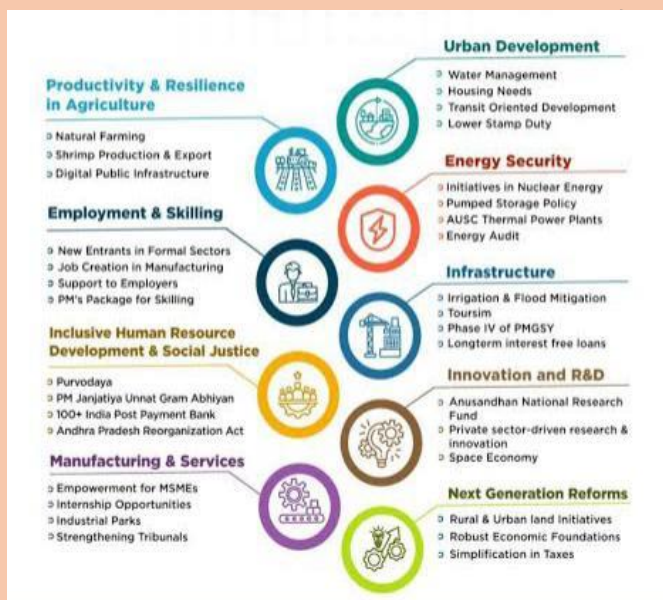 Productivity & Resilience
in Agriculture
Natural Farming
Shrimp Production & Export
Digital Public Infrastructure
Urban Development
Water Management
Housing Needs
Transit Oriented Development
Lower Stamp Duty
Employment & Skilling
New Entrants in Formal Sectors
Job Creation in Manufacturing
Support to Employers
PM's Package for Skilling
Energy Security
Initiatives in Nuclear Energy
Pumped Storage Policy
AUSC Thermal Power Plants
Energy Audit
Inclusive Human Resource
Development & Social Justice
Purvodaya
PM Janjatiya Unnat Gram Abhiyan
100+ India Post Payment Bank
Andhra Pradesh Reorganization Act
Infrastructure
Irrigation & Flood Mitigation
Toursim
Phase IV of PMGSY
Longterm interest free loans
Manufacturing & Services
Empowerment for MSMEs
Internship Opportunities
Industrial Parks
Strengthening Tribunals
Innovation and R&D
Anusandhan National Research
Fund
Private sector-driven research &
innovation
Space Economy
Next Generation Reforms
Rural & Urban land Initiatives
Robust Economic Foundations
Simplification in Taxes